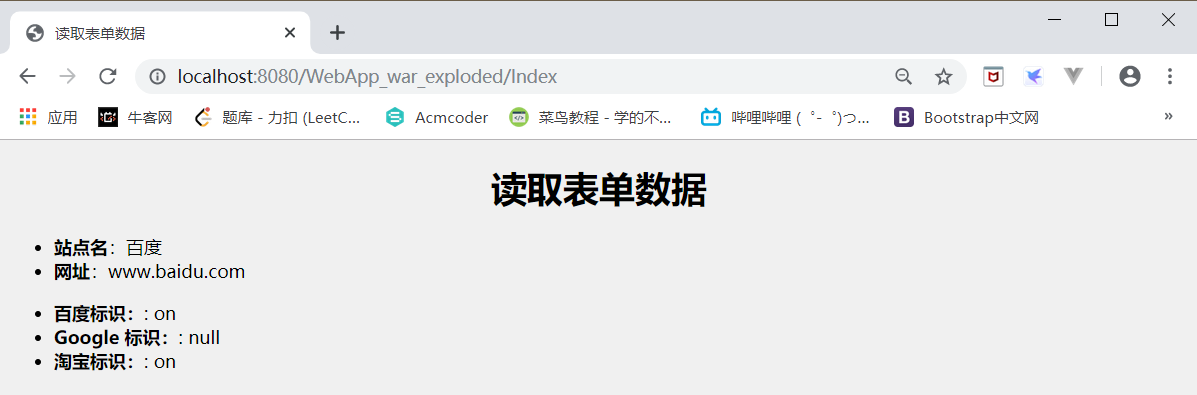 读取表单数据
localhost:8080/WebApp_war_exploded/Index
应用 牛客网 题库 - 力扣 (LeetC... Acmcoder 菜鸟教程 - 学的不... 哔哩哔哩 (゜-゜)つ... Bootstrap中文网 »
读取表单数据
站点名：百度
网址：www.baidu.com
百度标识：: on
Google 标识：: null
淘宝标识：: on